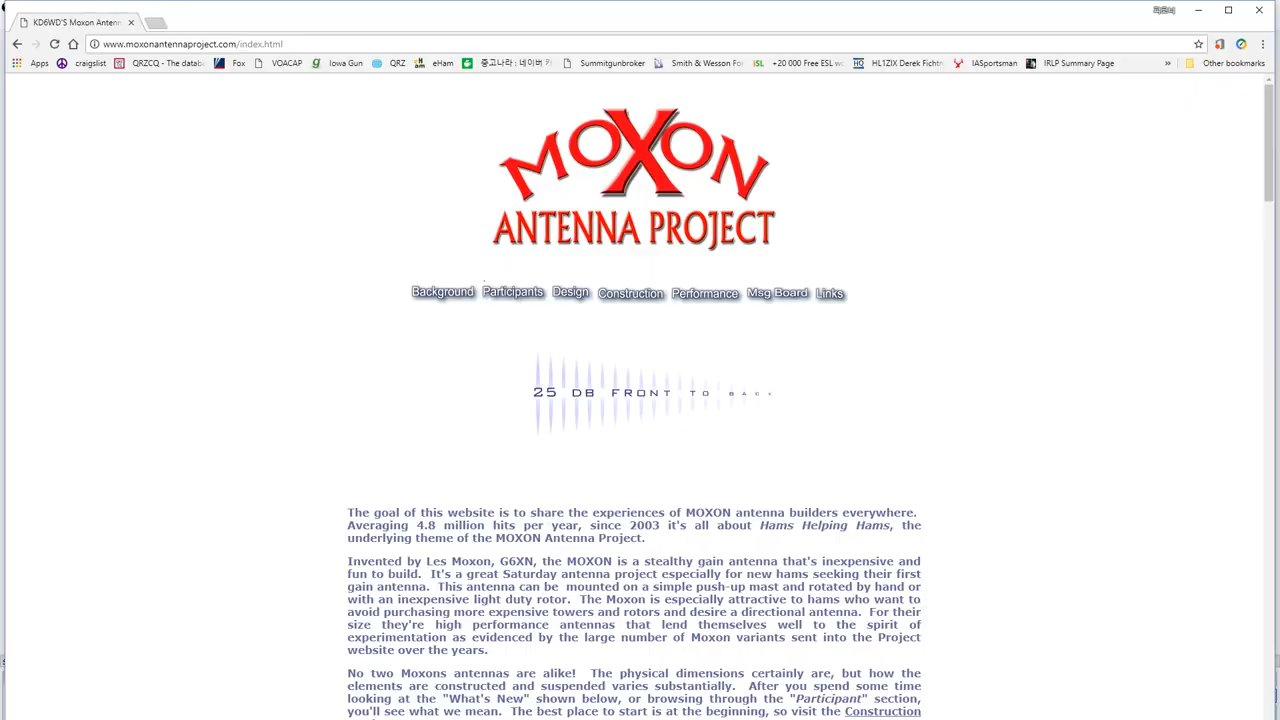 KD6WD'S Moxon Antenn
www.moxonantennaproject.com/index.html
Apps craigslist QRZCQ - The datab Fox VOACAP Iowa Gun QRZ eHam 중고나라 : 네이버 카 Summitgunbroker Smith & Wesson For +20 000 Free ESL wo HL1ZIX Derek Fichtn IASportsman IRLP Summary Page » Other bookmarks
MOXON
ANTENNA PROJECT
Background Participants Design Construction Performance Msg Board Links
25 DB FRONT TO BACK
The goal of this website is to share the experiences of MOXON antenna builders everywhere.
Averaging 4.8 million hits per year, since 2003 it's all about Hams Helping Hams, the
underlying theme of the MOXON Antenna Project.
Invented by Les Moxon, G6XN, the MOXON is a stealthy gain antenna that's inexpensive and
fun to build. It's a great Saturday antenna project especially for new hams seeking their first
gain antenna. This antenna can be mounted on a simple push-up mast and rotated by hand or
with an inexpensive light duty rotor. The Moxon is especially attractive to hams who want to
avoid purchasing more expensive towers and rotors and desire a directional antenna. For their
size they're high performance antennas that lend themselves well to the spirit of
experimentation as evidenced by the large number of Moxon variants sent into the Project
website over the years.
No two Moxons antennas are alike! The physical dimensions certainly are, but how the
elements are constructed and suspended varies substantially. After you spend some time
looking at the "What's New" shown below, or browsing through the "Participant" section,
you'll see what we mean. The best place to start is at the beginning, so visit the Construction